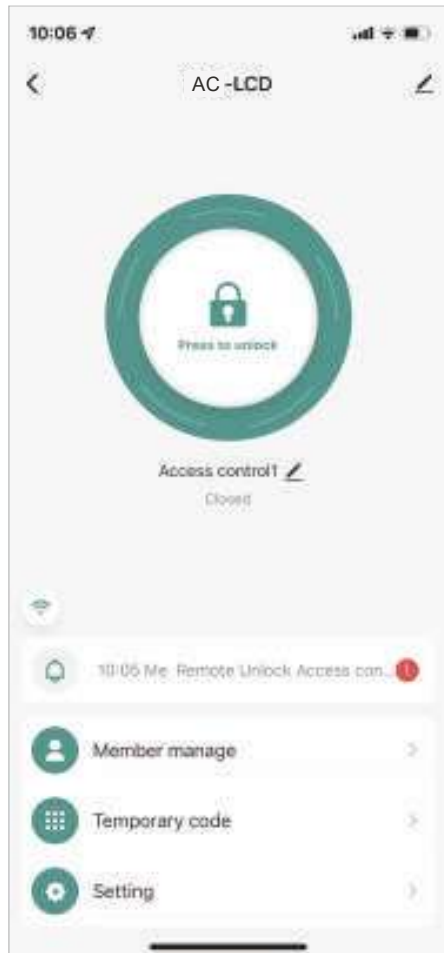 10:06
AC -LCD
Press to unlock
Access control1
Closed
10:05 Me Remote Unlock Access con...
Member manage
Temporary code
Setting